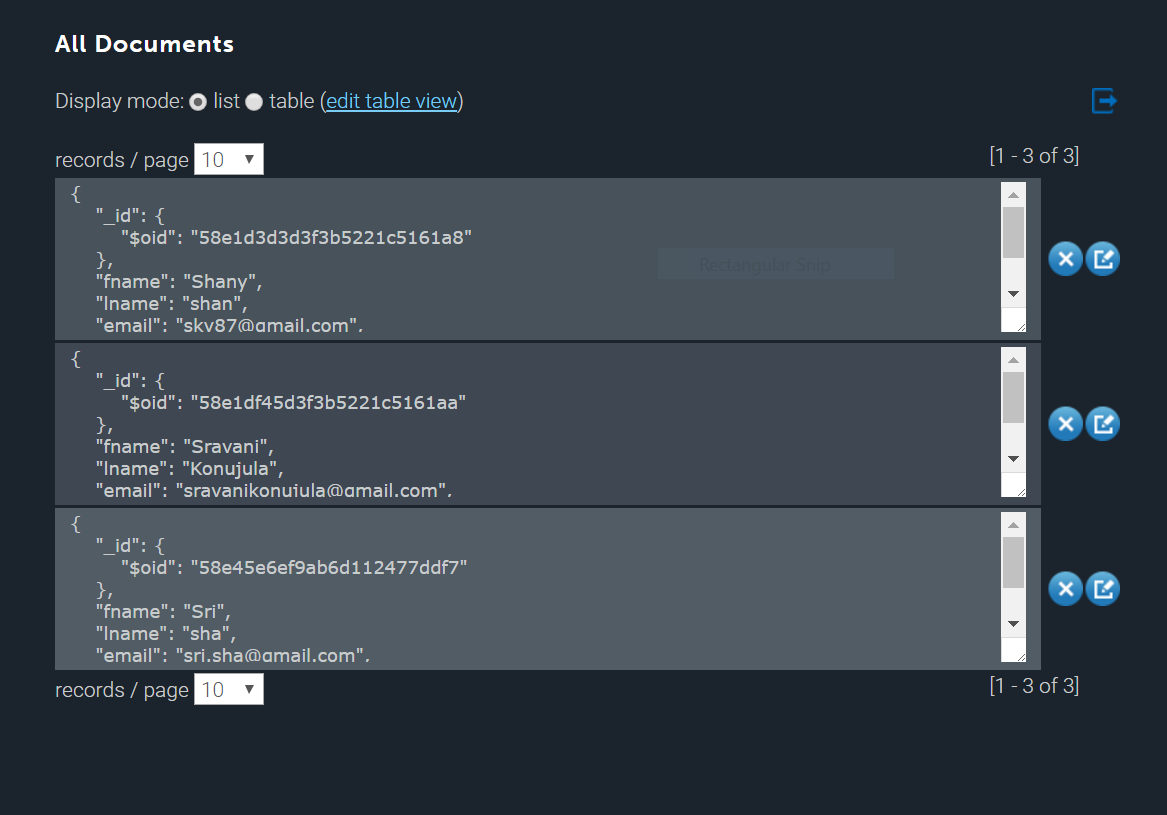 All Documents
Display mode: list table (edit table view)
records / page 10 [1 - 3 of 3]
{
"_id": {
"$oid": "58e1d3d3d3f3b5221c5161a8"
},
"fname": "Shany",
"lname": "shan",
"email": "skv87@gmail.com",
Rectangular Snip
{
"_id": {
"$oid": "58e1df45d3f3b5221c5161aa"
},
"fname": "Sravani",
"lname": "Konujula",
"email": "sravanikonujula@gmail.com",
{
"_id": {
"$oid": "58e45e6ef9ab6d112477ddf7"
},
"fname": "Sri",
"lname": "sha",
"email": "sri.sha@gmail.com",
records / page 10 [1 - 3 of 3]